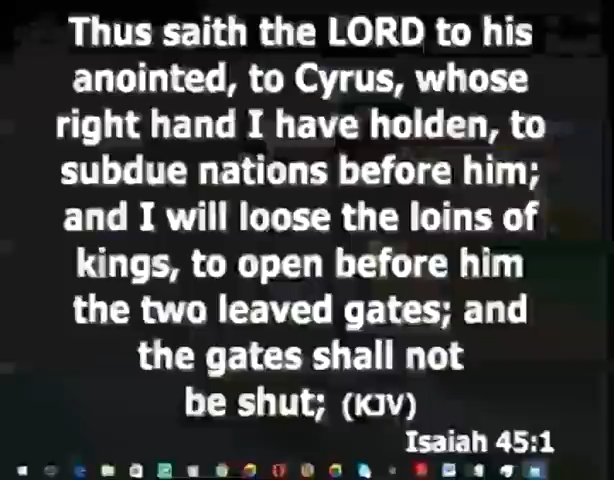 Thus saith the LORD to his
anointed, to Cyrus, whose
right hand I have holden, to
subdue nations before him;
and I will loose the loins of
kings, to open before him
the two leaved gates; and
the gates shall not
be shut; (KJV)
Isaiah 45:1